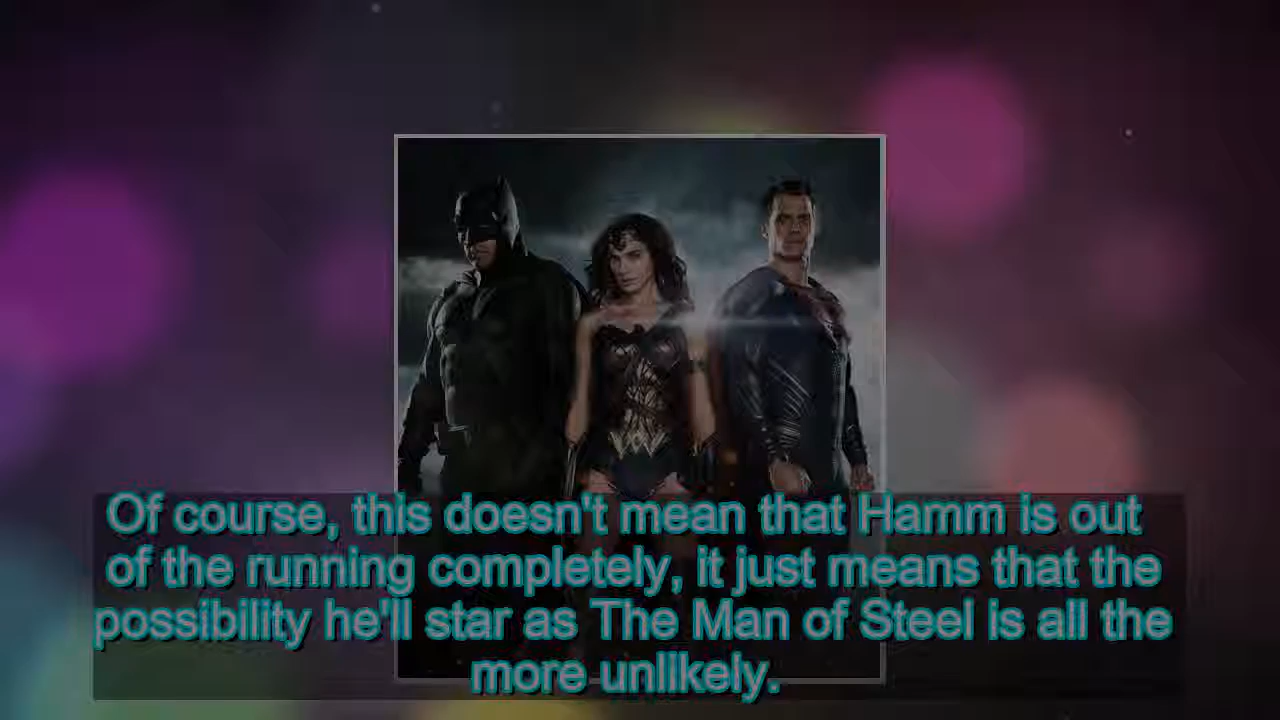 Of course, this doesn't mean that Hamm is out
of the running completely, it just means that the
possibility he'll star as The Man of Steel is all the
more unlikely.